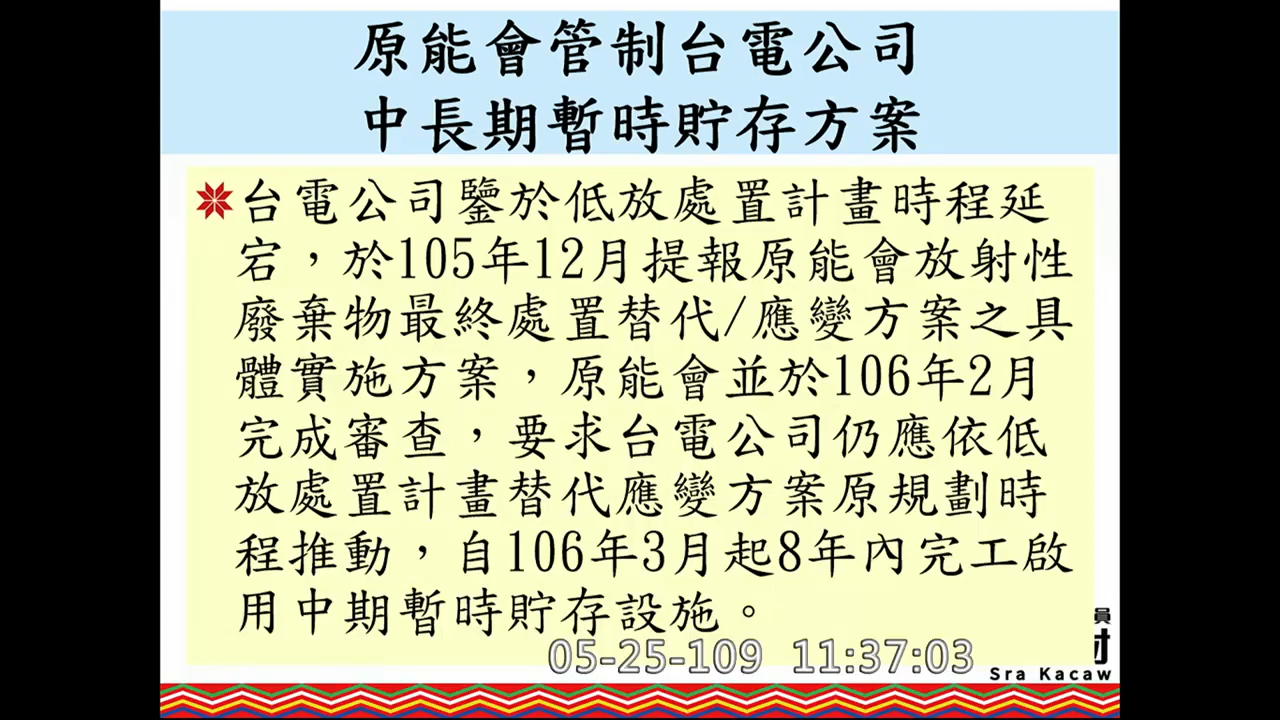 原能會管制台電公司
中長期暫時貯存方案
台電公司鑒於低放處置計畫時程延
宕，於105年12月提報原能會放射性
廢棄物最終處置替代/應變方案之具
體實施方案，原能會並於106年2月
完成審查，要求台電公司仍應依低
放處置計畫替代應變方案原規劃時
程推動，自106年3月起8年內完工啟
用中期暫時貯存設施。
員
05-25-109 11:37:03
Sra Kacaw